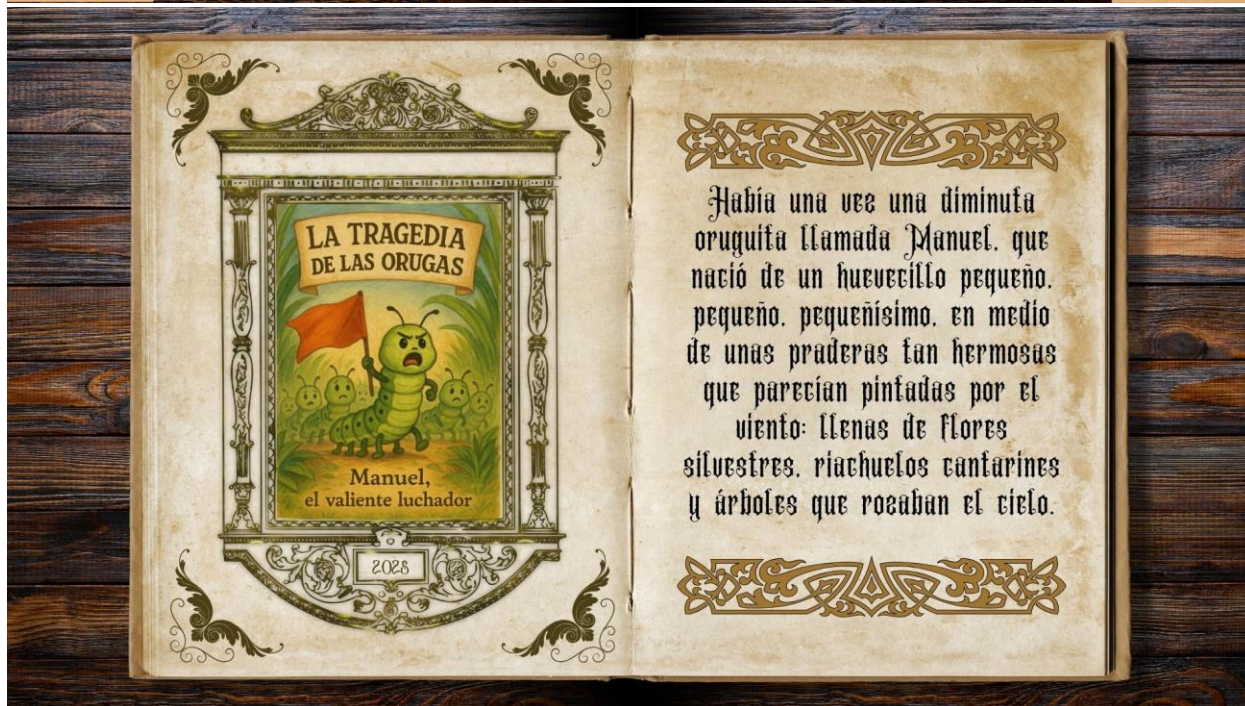 LA TRAGEDIA
DE LAS ORUGAS
Manuel,
el valiente luchador
2028
Había una vez una diminuta
oruguita llamada Manuel, que
nació de un huevecillo pequeño,
pequeño, pequeñísimo, en medio
de unas praderas tan hermosas
que parecían pintadas por el
viento: llenas de flores
silvestres, riachuelos cantarines
y árboles que rozaban el cielo.